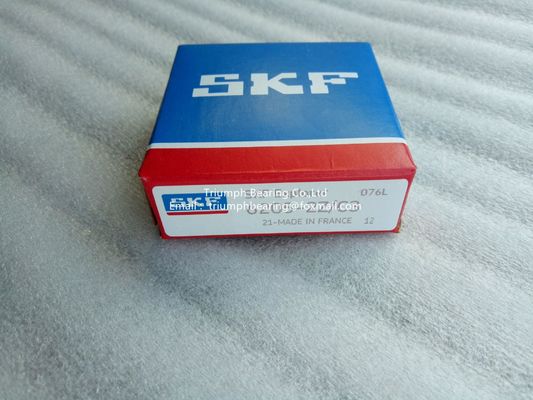 SKF
Triumph Bearing Co.,Ltd
076L
SKF
Email: triumphbearing@foxmail.com
21-MADE IN FRANCE 12